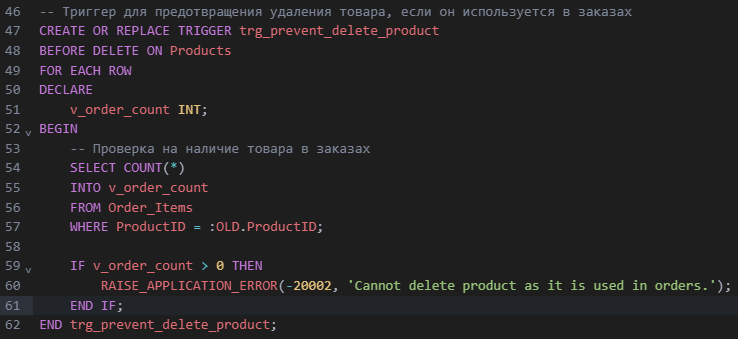 46 -- Триггер для предотвращения удаления товара, если он используется в заказах
47 CREATE OR REPLACE TRIGGER trg_prevent_delete_product
48 BEFORE DELETE ON Products
49 FOR EACH ROW
50 DECLARE
51     v_order_count INT;
52 BEGIN
53     -- Проверка на наличие товара в заказах
54     SELECT COUNT(*)
55     INTO v_order_count
56     FROM Order_Items
57     WHERE ProductID = :OLD.ProductID;
58
59     IF v_order_count > 0 THEN
60         RAISE_APPLICATION_ERROR(-20002, 'Cannot delete product as it is used in orders.');
61     END IF;
62 END trg_prevent_delete_product;